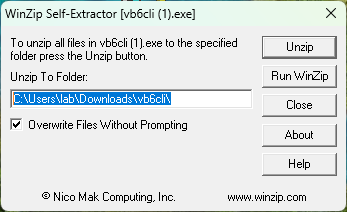 WinZip Self-Extractor [vb6cli (1).exe]
To unzip all files in vb6cli (1).exe to the specified
folder press the Unzip button.
Unzip To Folder:
C:\Users\lab\Downloads\vb6cli\
Overwrite Files Without Prompting
Unzip
Run WinZip
Close
About
Help
© Nico Mak Computing, Inc.
www.winzip.com